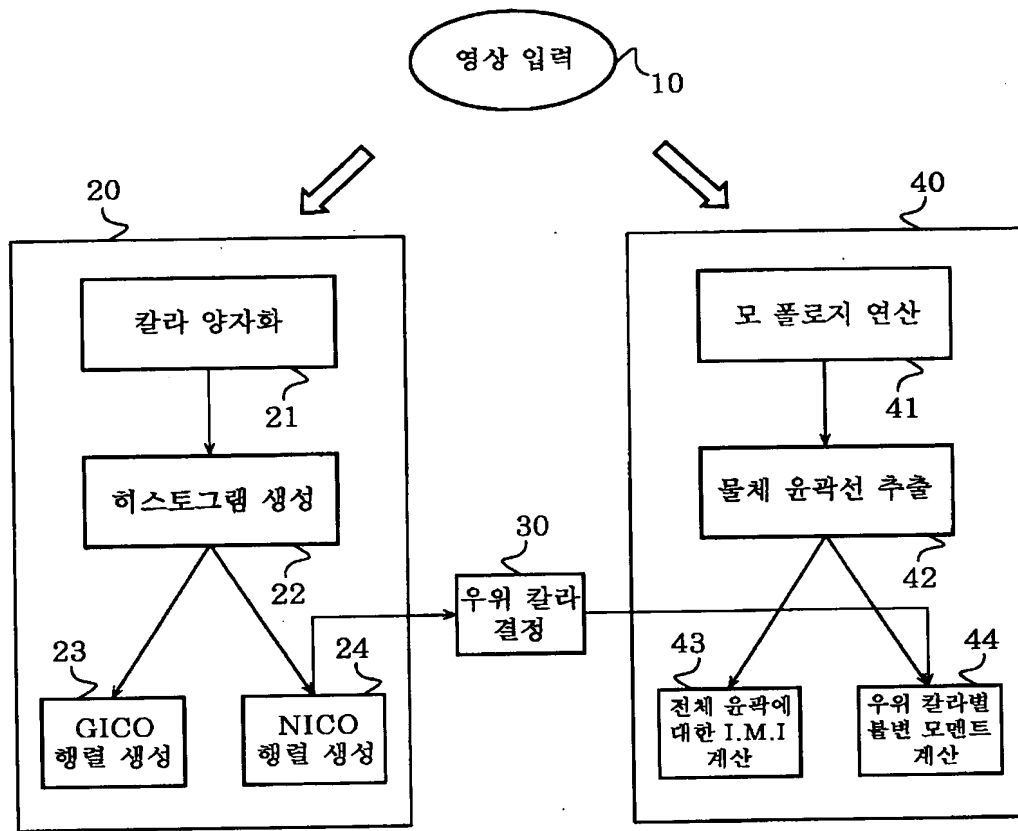 영상 입력
10
20
40
칼라 양자화
21
모 폴로지 연산
41
히스토그램 생성
22
물체 윤곽선 추출
42
30
우위 칼라
결정
23
GICO
행렬 생성
24
NICO
행렬 생성
43
전체 윤곽에
대한 I.M.I
계산
44
우위 칼라별
불변 모멘트
계산